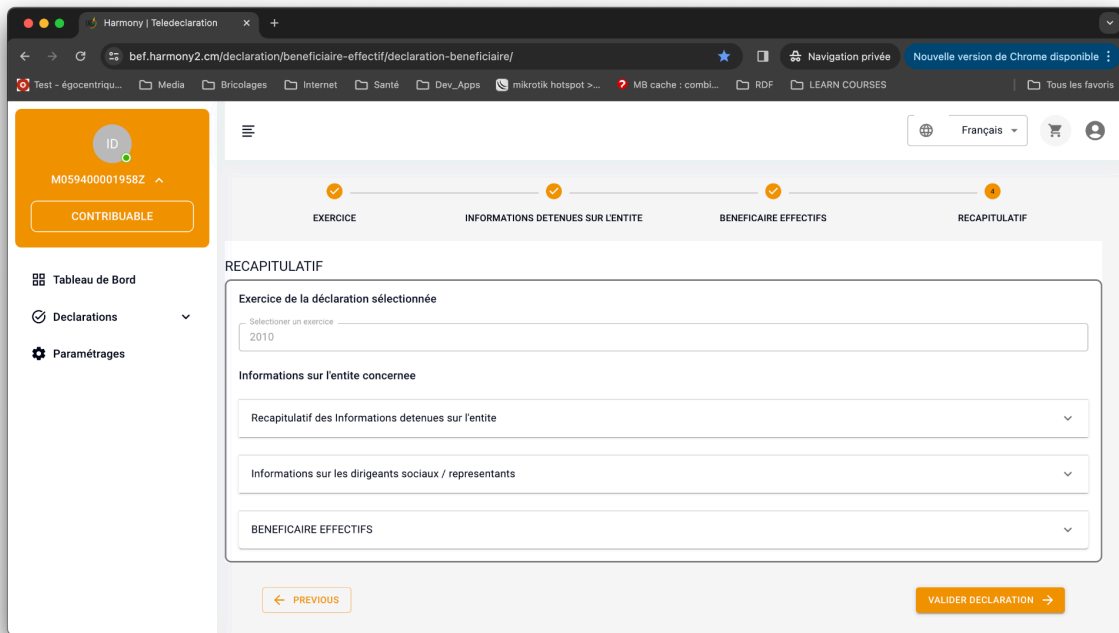 Harmony | Teledeclaration
bef.harmony2.cm/declaration/beneficiaire-effectif/declaration-beneficiaire/
Navigation privée
Nouvelle version de Chrome disponible
Test - égocentriqu...
Media
Bricolages
Internet
Santé
Dev_Apps
mikrotik hotspot >...
MB cache : combi...
RDF
LEARN COURSES
Tous les favoris
ID
M059400001958Z
CONTRIBUABLE
Tableau de Bord
Declarations
Paramétrages
Français
EXERCICE
INFORMATIONS DETENUES SUR L'ENTITE
BENEFICAIRE EFFECTIFS
4
RECAPITULATIF
RECAPITULATIF
Exercice de la déclaration sélectionnée
Selectioner un exercice
2010
Informations sur l'entite concernee
Recapitulatif des Informations detenues sur l'entite
Informations sur les dirigeants sociaux / representants
BENEFICAIRE EFFECTIFS
PREVIOUS
VALIDER DECLARATION